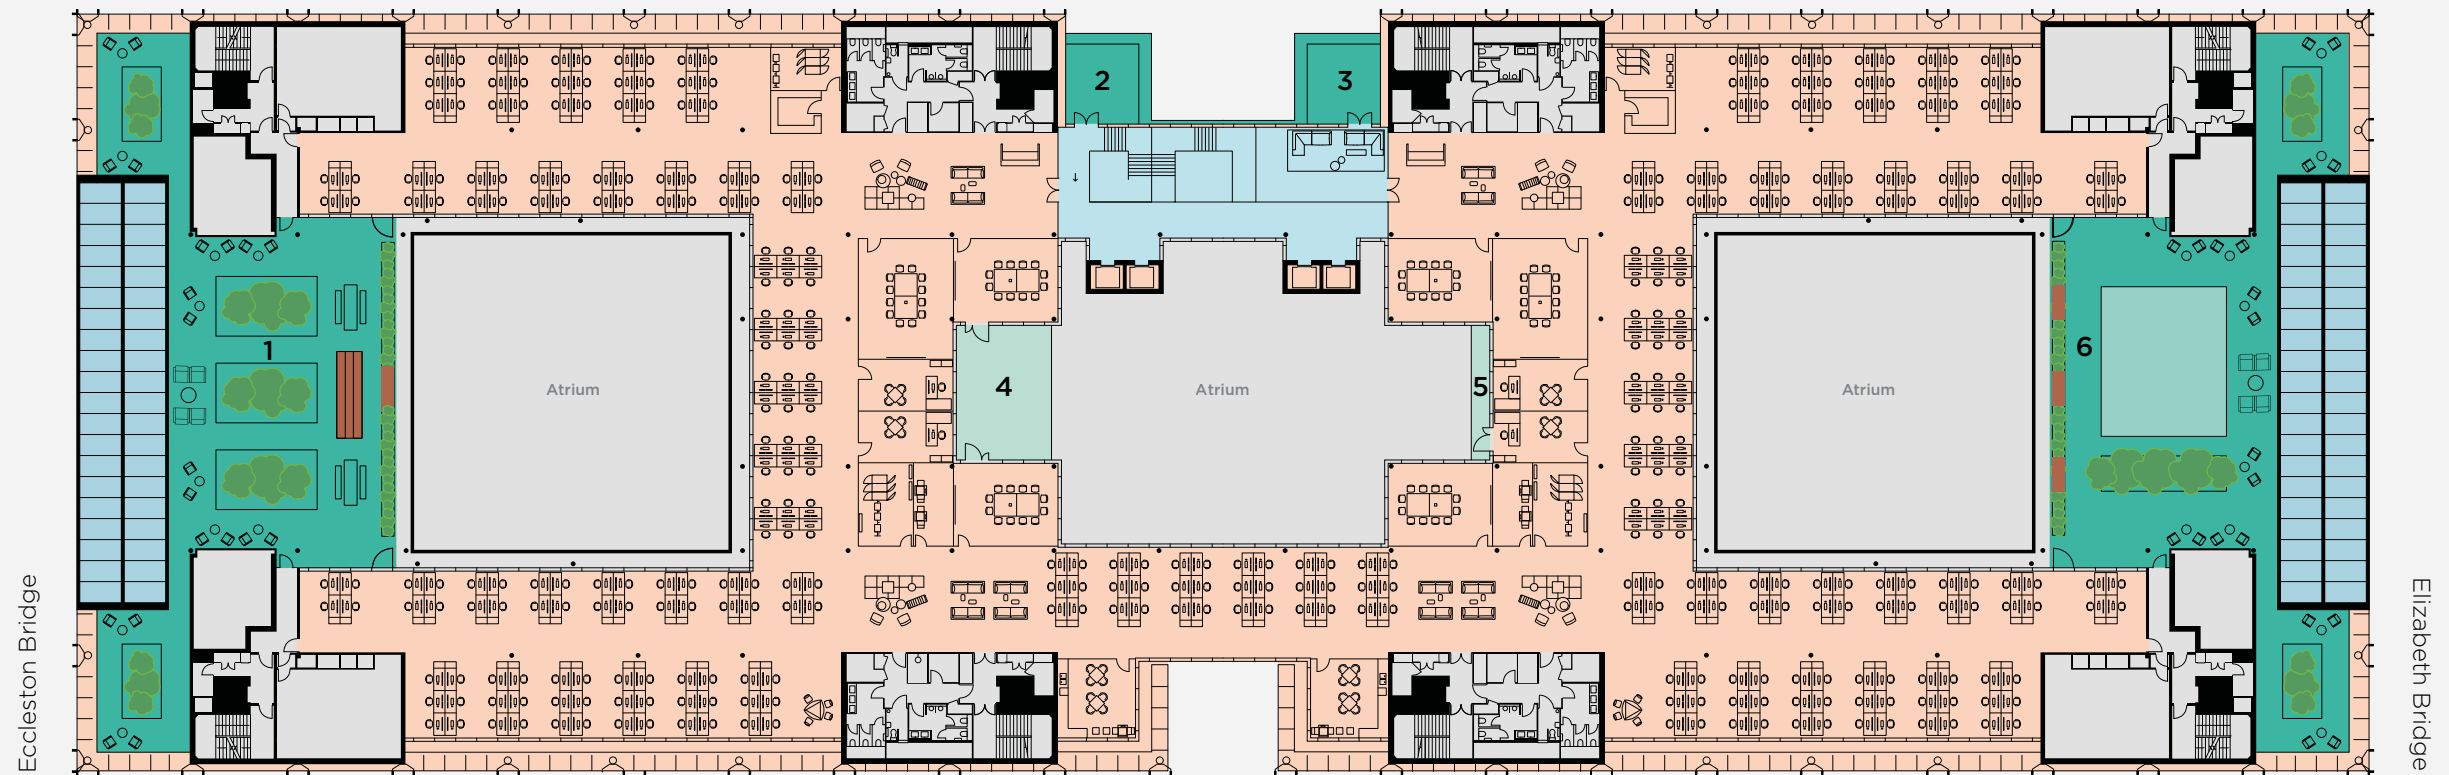 2
3
1
6
Atrium
4
Atrium
5
Atrium
Eccleston Bridge
Elizabeth Bridge